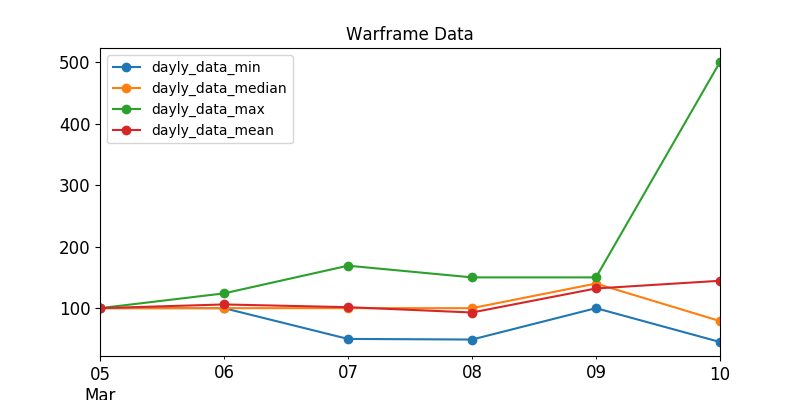 Warframe Data
dayly_data_min
dayly_data_median
dayly_data_max
dayly_data_mean
500
400
300
200
100
05 06 07 08 09 10
Mar